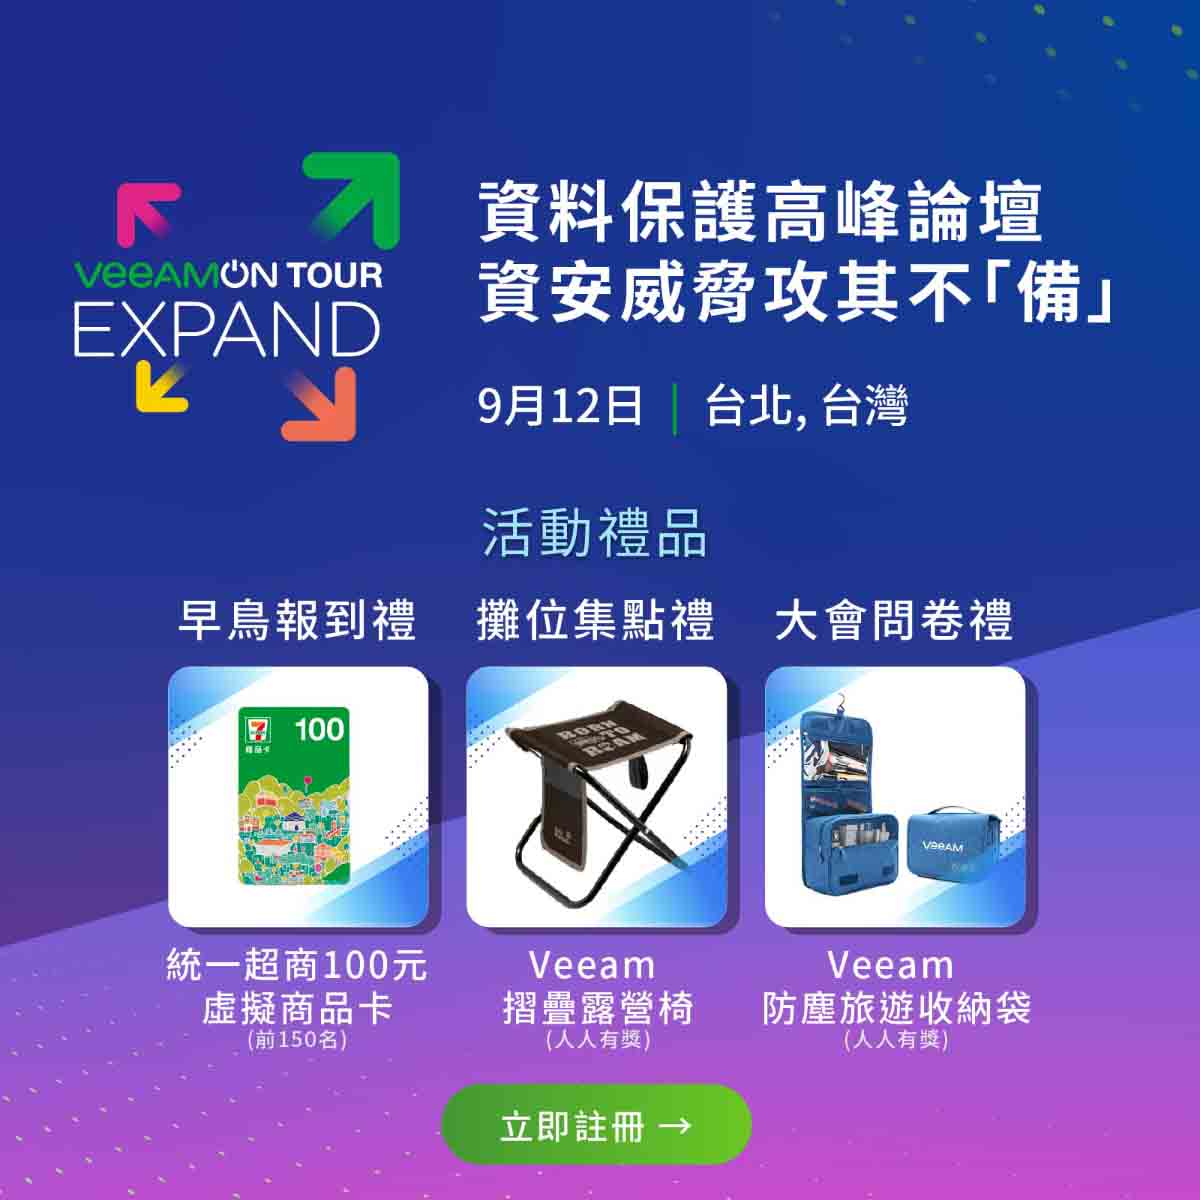 資料保護高峰論壇
資安威脅攻其不「備」
VeeAMON TOUR
EXPAND
9月12日 | 台北, 台灣
活動禮品
早鳥報到禮
攤位集點禮
大會問卷禮
7 100
商品卡
BORN
TO
ROAM
VeeAM
統一超商100元
虛擬商品卡
(前150名)
Veeam
摺疊露營椅
(人人有獎)
Veeam
防塵旅遊收納袋
(人人有獎)
立即註冊 →